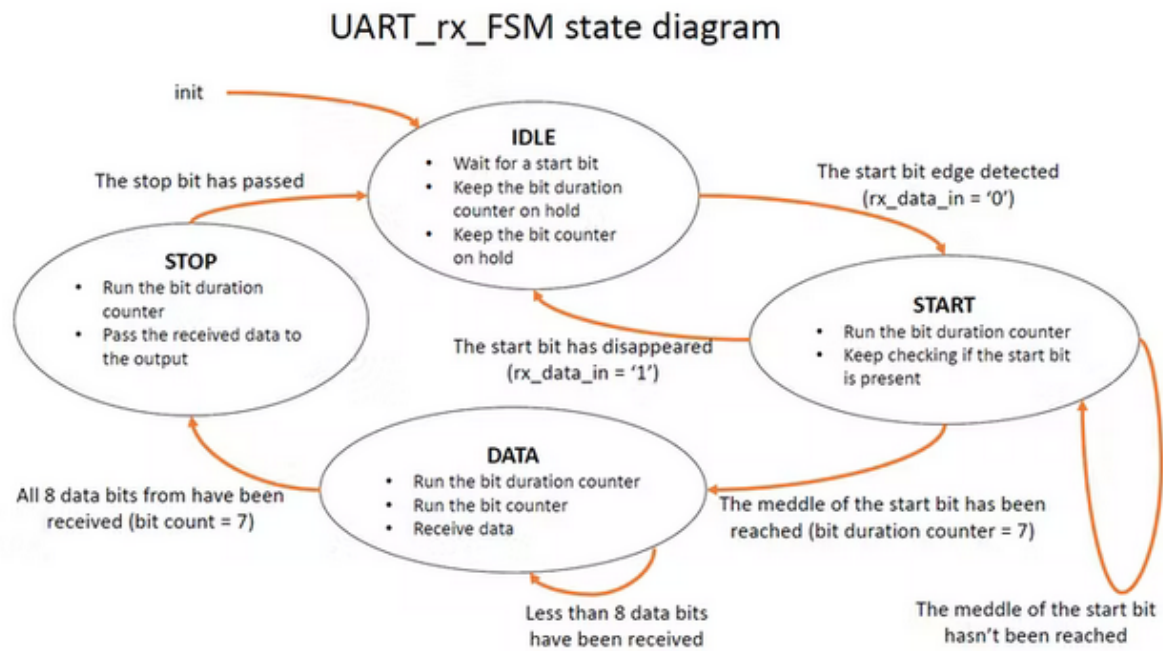 UART_rx_FSM state diagram
init
IDLE
• Wait for a start bit
• Keep the bit duration
counter on hold
• Keep the bit counter
on hold
The stop bit has passed
The start bit edge detected
(rx_data_in = ‘0’)
STOP
• Run the bit duration
counter
• Pass the received data to
the output
START
• Run the bit duration counter
• Keep checking if the start bit
is present
The start bit has disappeared
(rx_data_in = ‘1’)
DATA
• Run the bit duration counter
• Run the bit counter
• Receive data
All 8 data bits from have been
received (bit count = 7)
The meddle of the start bit has been
reached (bit duration counter = 7)
Less than 8 data bits
have been received
The meddle of the start bit
hasn’t been reached